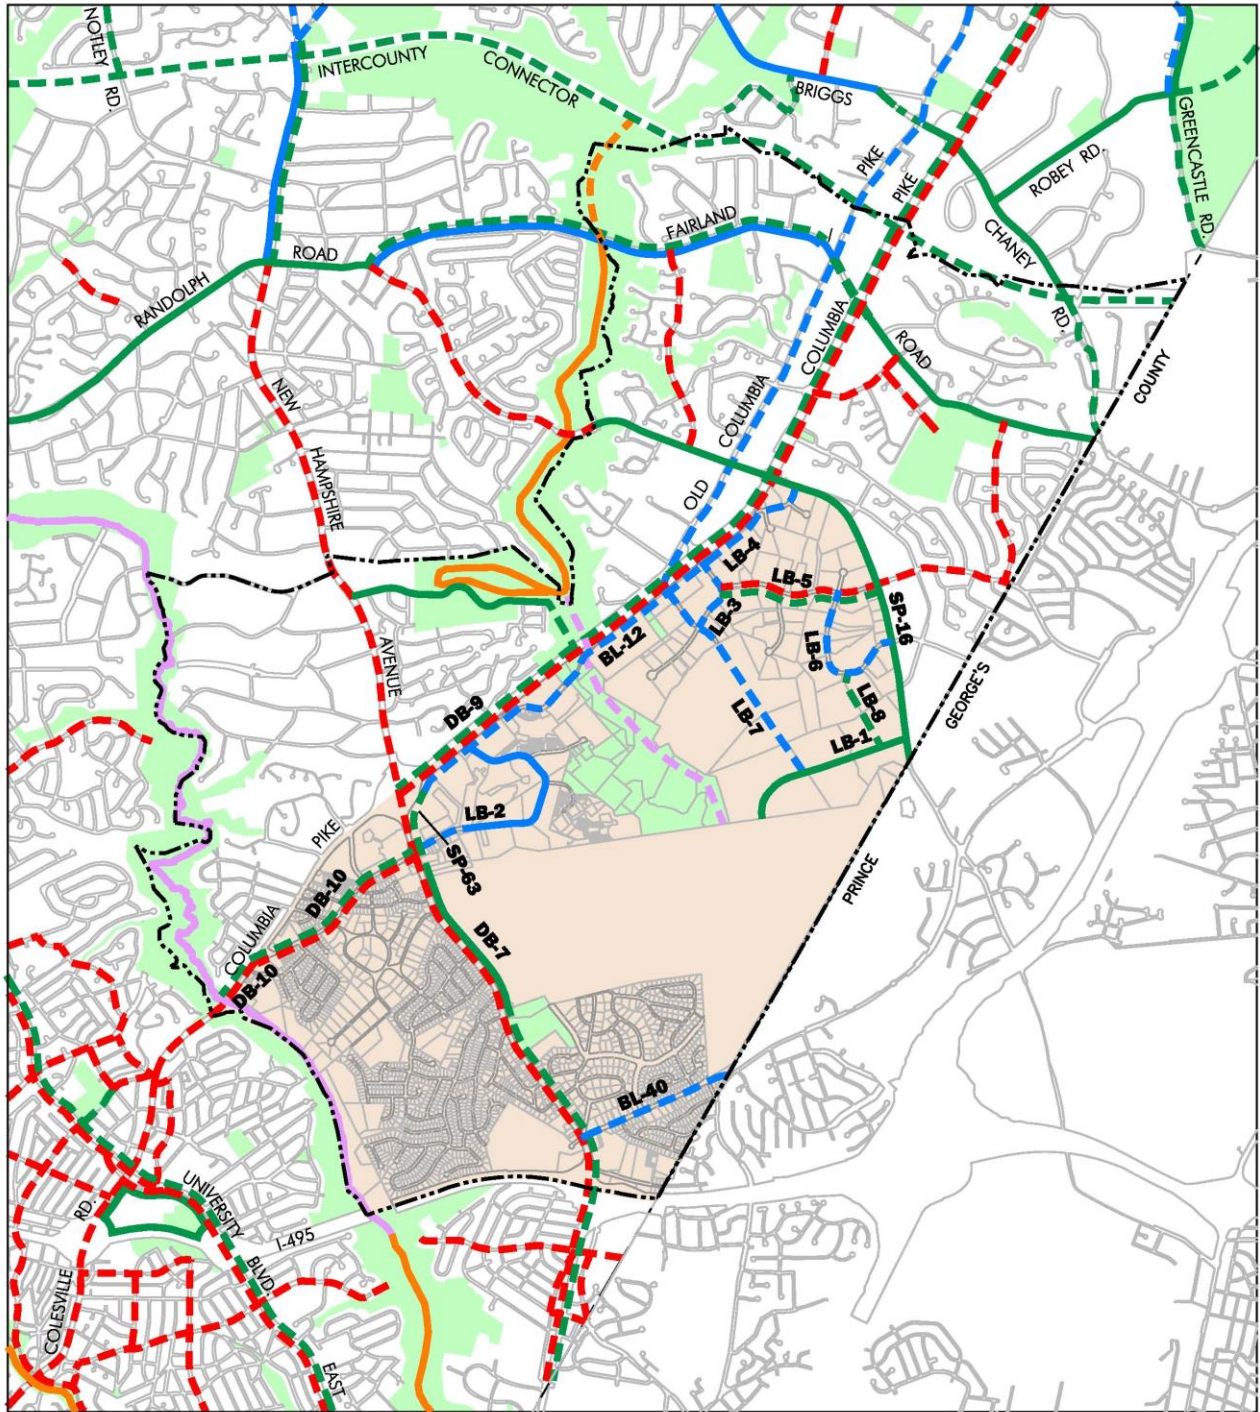 NOTLEY
RD.
INTERCOUNTY
CONNECTOR
BRIGGS
PIKE
PIKE
ROBEY RD.
GREENCASTLE RD.
CHANEY
RD.
FAIRLAND
ROAD
RANDOLPH
ROAD
COLUMBIA
COLUMBIA
OLD
COUNTY
NEW
HAMPSHIRE
AVENUE
LB-4
LB-5
LB-3
SP-16
BL-12
LB-6
LB-8
LB-7
LB-1
GEORGE'S
PRINCE
DB-9
LB-2
SP-63
PIKE
COLUMBIA
DB-10
DB-10
DB-7
BL-40
UNIVERSITY
BLVD.
EAST
I-495
RD.
COLESVILLE